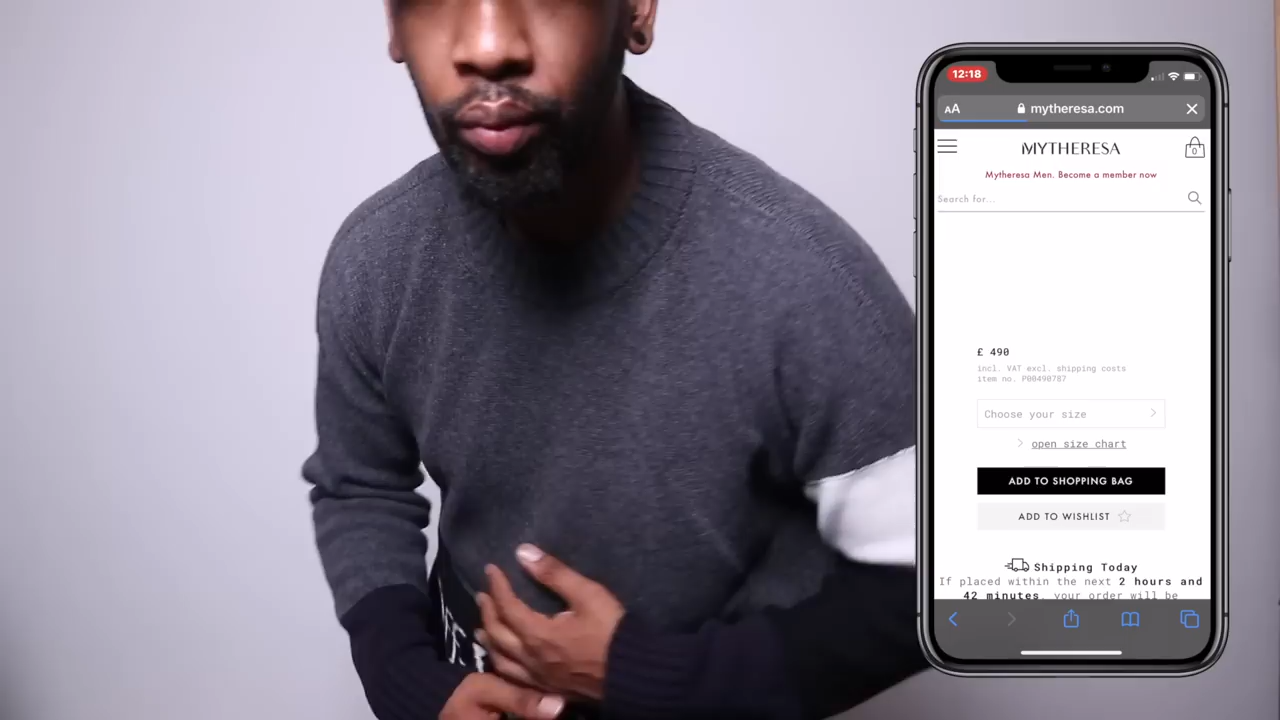 12:18
AA
mytheresa.com
MYTHERESA
0
Mytheresa Men. Become a member now
Search for...
£ 490
incl. VAT excl. shipping costs
item no. P00490787
Choose your size
open size chart
ADD TO SHOPPING BAG
ADD TO WISHLIST
Shipping Today
If placed within the next 2 hours and
42 minutes, your order will be